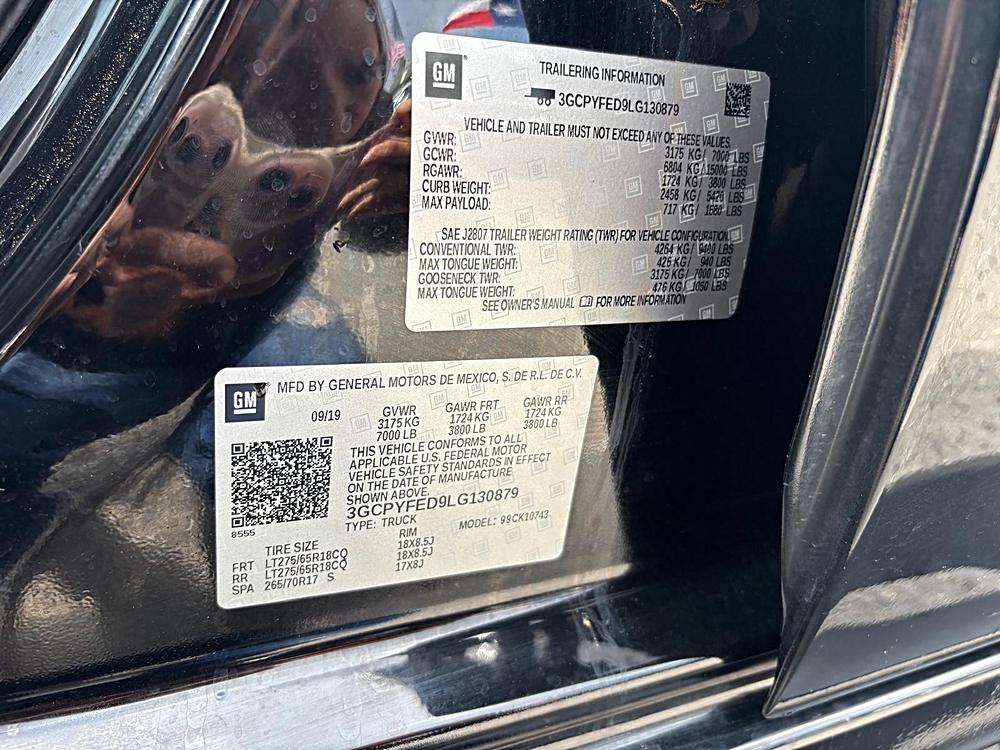 GM
TRAILERING INFORMATION
3GCPYFED9LG130879
VEHICLE AND TRAILER MUST NOT EXCEED ANY OF THESE VALUES.
GVWR: 3175 KG / 7000 LBS
GCWR: 6804 KG / 15000 LBS
RGAWR: 1724 KG / 3800 LBS
CURB WEIGHT: 2458 KG / 5420 LBS
MAX PAYLOAD: 717 KG / 1580 LBS
SAE J2807 TRAILER WEIGHT RATING (TWR) FOR VEHICLE CONFIGURATION.
CONVENTIONAL TWR: 4264 KG / 9400 LBS
MAX TONGUE WEIGHT: 426 KG / 940 LBS
GOOSENECK TWR: 3175 KG / 7000 LBS
MAX TONGUE WEIGHT: 476 KG / 1050 LBS
SEE OWNER'S MANUAL FOR MORE INFORMATION
GM
MFD BY GENERAL MOTORS DE MEXICO, S. DE R.L. DE C.V.
09/19 GVWR GAWR FRT GAWR RR
3175 KG 1724 KG 1724 KG
7000 LB 3800 LB 3800 LB
THIS VEHICLE CONFORMS TO ALL
APPLICABLE U.S. FEDERAL MOTOR
VEHICLE SAFETY STANDARDS IN EFFECT
ON THE DATE OF MANUFACTURE
SHOWN ABOVE.
3GCPYFED9LG130879
8555 TYPE: TRUCK MODEL: 99CK10743
TIRE SIZE RIM
FRT LT275/65R18CQ 18X8.5J
RR LT275/65R18CQ 18X8.5J
SPA 265/70R17 S 17X8J